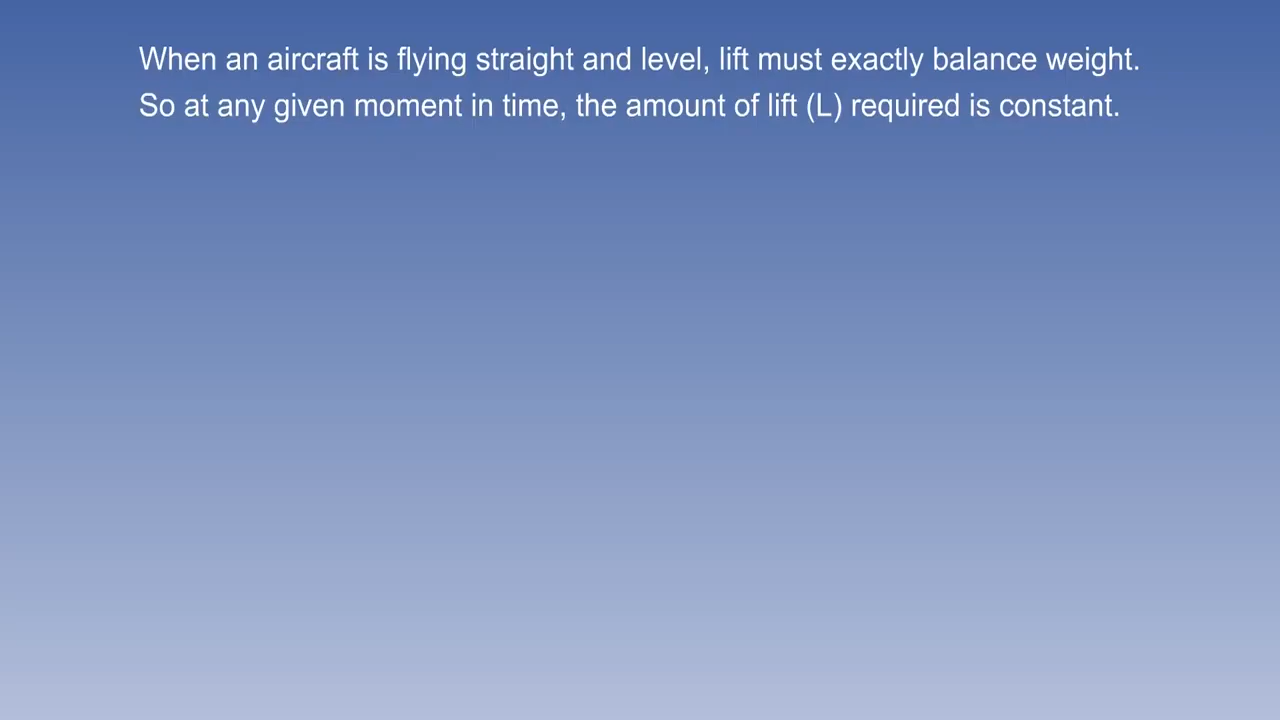 When an aircraft is flying straight and level, lift must exactly balance weight.
So at any given moment in time, the amount of lift (L) required is constant.